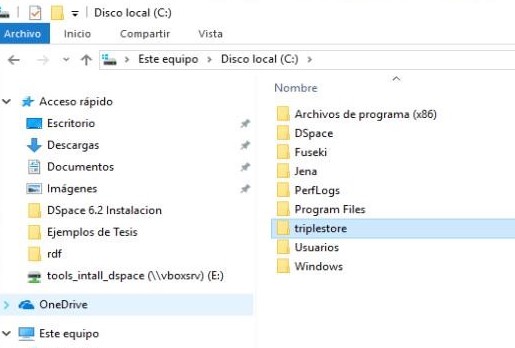 Disco local (C:)
Archivo Inicio Compartir Vista
Este equipo Disco local (C:)
Acceso rápido
Escritorio
Descargas
Documentos
Imágenes
DSpace 6.2 Instalacion
Ejemplos de Tesis
rdf
tools_intall_dspace (\\vboxsrv) (E:)
OneDrive
Este equipo
Nombre
Archivos de programa (x86)
DSpace
Fuseki
Jena
PerfLogs
Program Files
triplestore
Usuarios
Windows